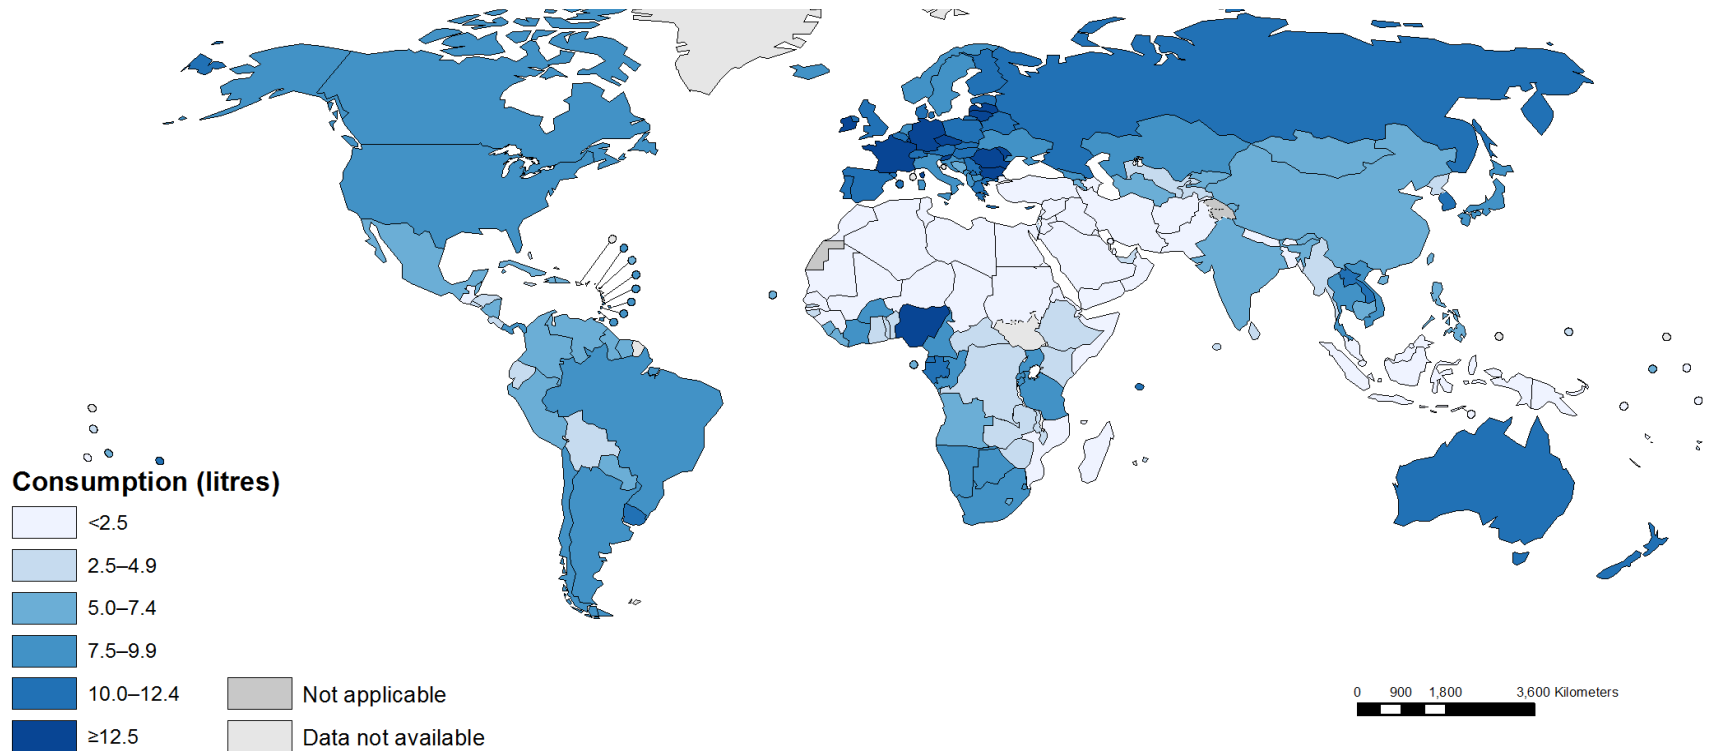 Consumption (litres)
<2.5
2.5–4.9
5.0–7.4
7.5–9.9
10.0–12.4
≥12.5
Not applicable
Data not available
0 900 1,800 3,600 Kilometers